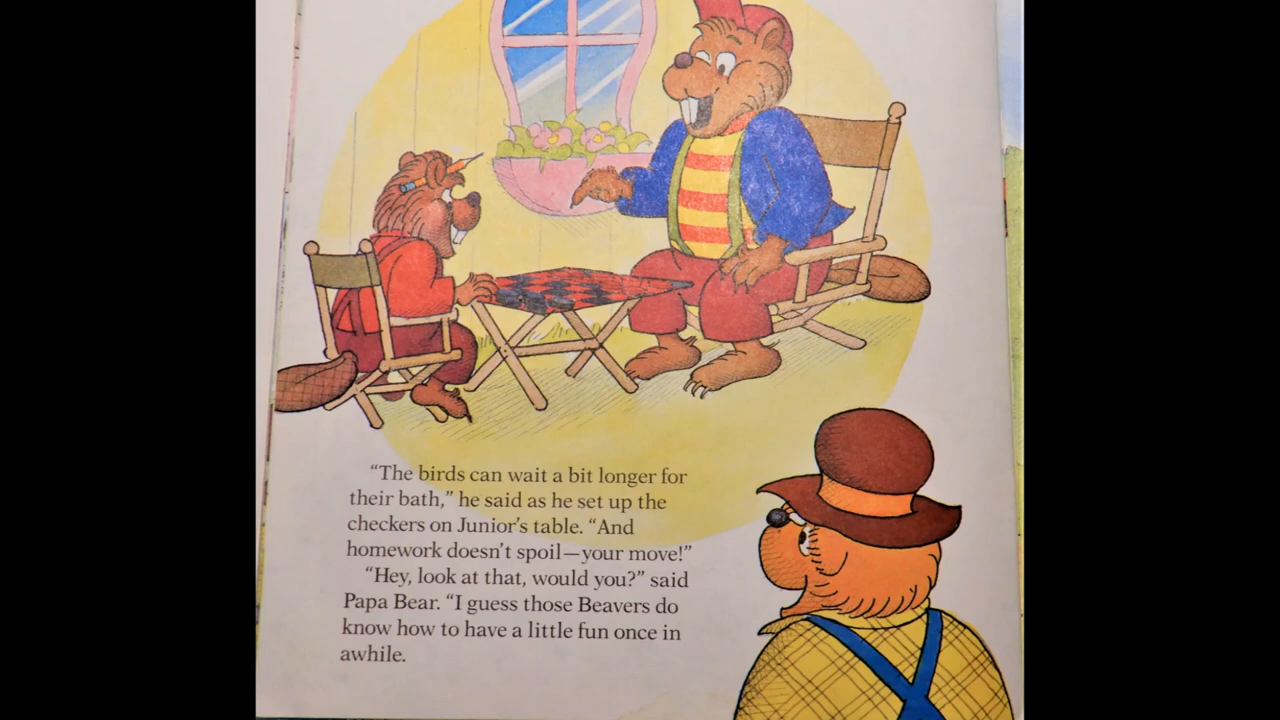 “The birds can wait a bit longer for
their bath,” he said as he set up the
checkers on Junior’s table. “And
homework doesn’t spoil—your move!”
“Hey, look at that, would you?” said
Papa Bear. “I guess those Beavers do
know how to have a little fun once in
awhile.